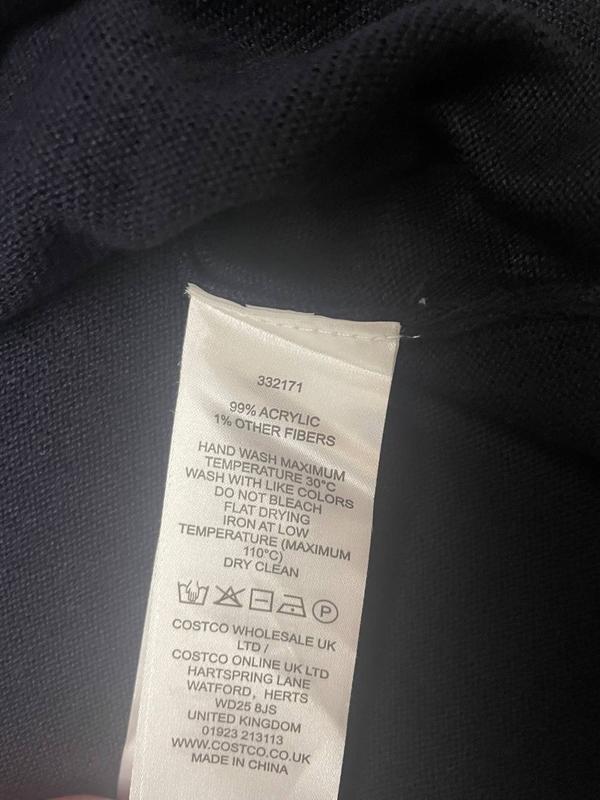 332171
99% ACRYLIC
1% OTHER FIBERS
HAND WASH MAXIMUM
TEMPERATURE 30°C
WASH WITH LIKE COLORS
DO NOT BLEACH
FLAT DRYING
IRON AT LOW
TEMPERATURE (MAXIMUM
110°C)
DRY CLEAN
P
COSTCO WHOLESALE UK
LTD /
COSTCO ONLINE UK LTD
HARTSPRING LANE
WATFORD, HERTS
WD25 8JS
UNITED KINGDOM
01923 213113
WWW.COSTCO.CO.UK
MADE IN CHINA